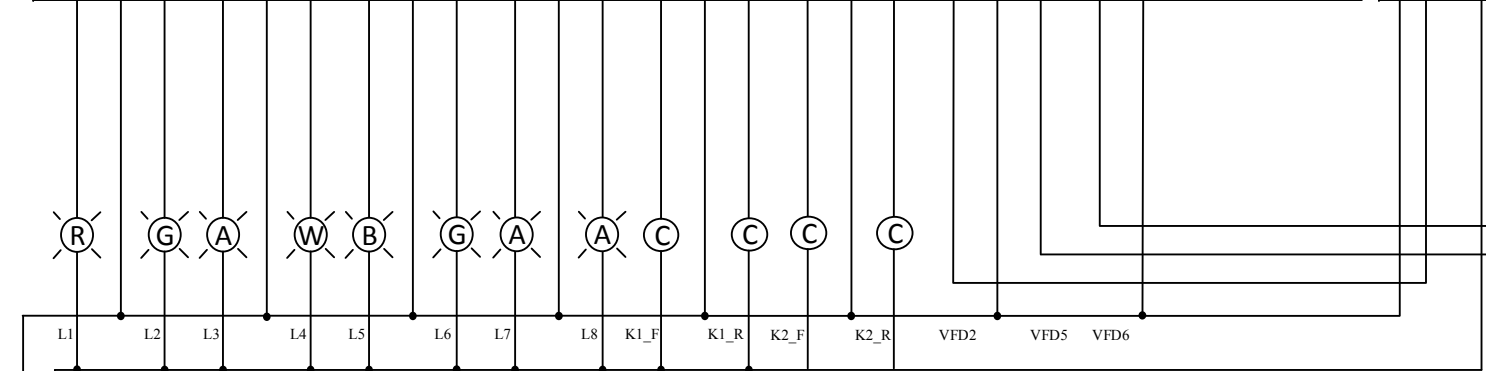 R G A W B G A A C C C C
L1 L2 L3 L4 L5 L6 L7 L8 K1_F K1_R K2_F K2_R VFD2 VFD5 VFD6